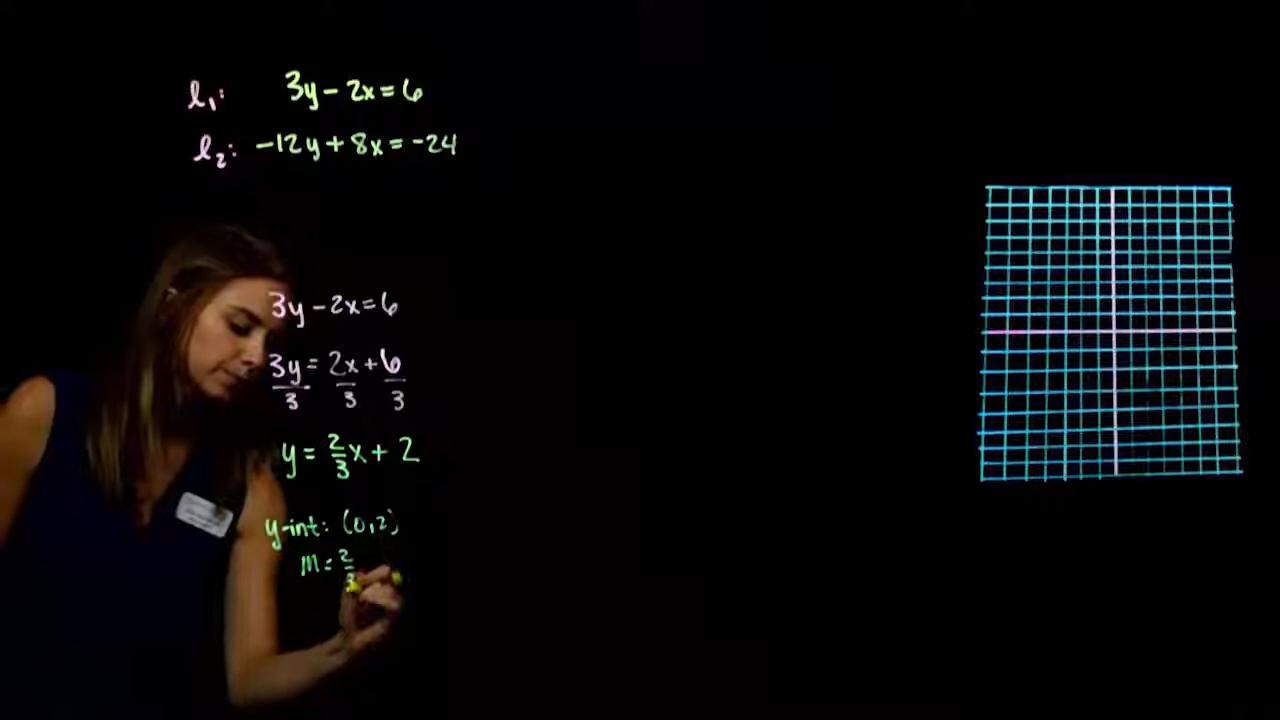 l₁: 3y - 2x = 6
l₂: -12y + 8x = -24
3y - 2x = 6
3y/3 = 2x/3 + 6/3
y = 2/3 x + 2
y-int: (0,2)
m = 2/3